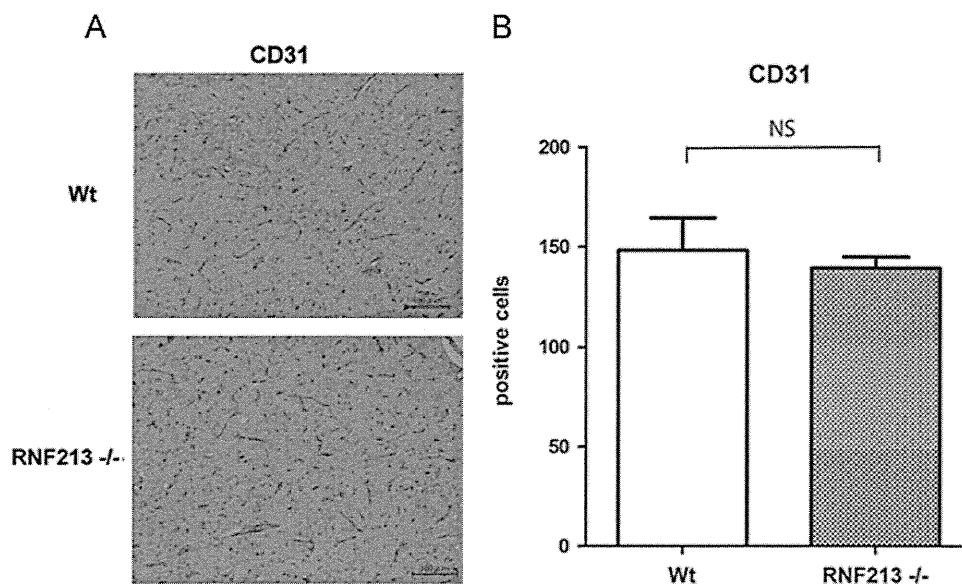 A
CD31
Wt
RNF213 -/-
B
CD31
NS
200
150
100
50
0
positive cells
Wt
RNF213 -/-